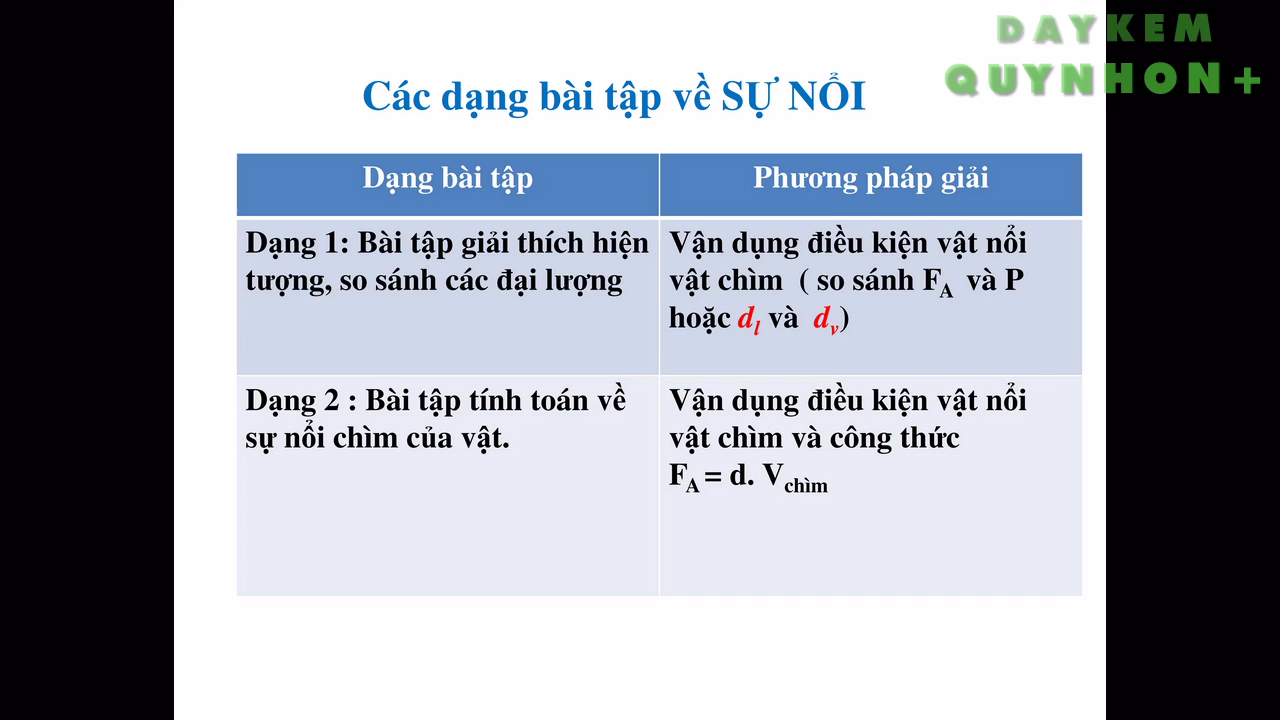 DAYKEM
QUYNHON+
Các dạng bài tập về SỰ NỔI
Dạng bài tập
Phương pháp giải
Dạng 1: Bài tập giải thích hiện
tượng, so sánh các đại lượng
Vận dụng điều kiện vật nổi
vật chìm ( so sánh FA và P
hoặc dl và dv)
Dạng 2 : Bài tập tính toán về
sự nổi chìm của vật.
Vận dụng điều kiện vật nổi
vật chìm và công thức
FA = d. Vchìm